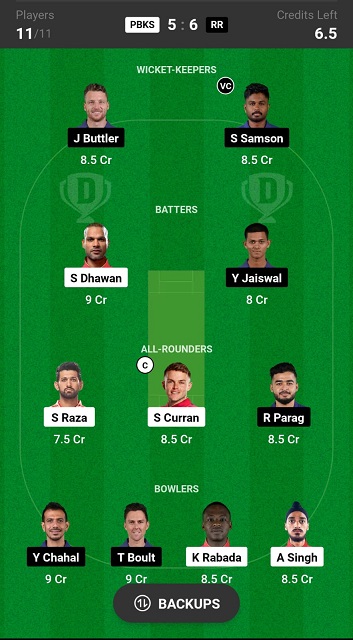 Players
11/11
PBKS 5 : 6 RR
Credits Left
6.5
WICKET-KEEPERS
VC
J Buttler
S Samson
8.5 Cr
8.5 Cr
D
D
BATTERS
S Dhawan
Y Jaiswal
9 Cr
8 Cr
ALL-ROUNDERS
C
S Raza
S Curran
R Parag
7.5 Cr
8.5 Cr
8.5 Cr
BOWLERS
Y Chahal
T Boult
K Rabada
A Singh
9 Cr
9 Cr
8.5 Cr
8.5 Cr
BACKUPS